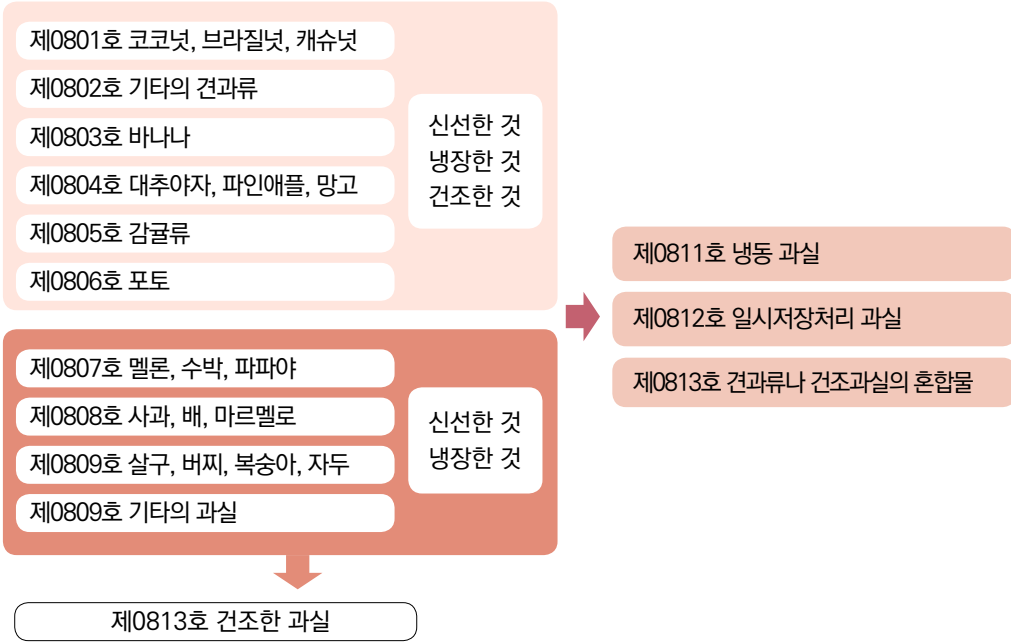 제0801호 코코넛, 브라질넛, 캐슈넛
제0802호 기타의 견과류
제0803호 바나나
제0804호 대추야자, 파인애플, 망고
제0805호 감귤류
제0806호 포토
신선한 것
냉장한 것
건조한 것
제0807호 멜론, 수박, 파파야
제0808호 사과, 배, 마르멜로
제0809호 살구, 버찌, 복숭아, 자두
제0809호 기타의 과실
신선한 것
냉장한 것
제0813호 건조한 과실
제0811호 냉동 과실
제0812호 일시저장처리 과실
제0813호 견과류나 건조과실의 혼합물